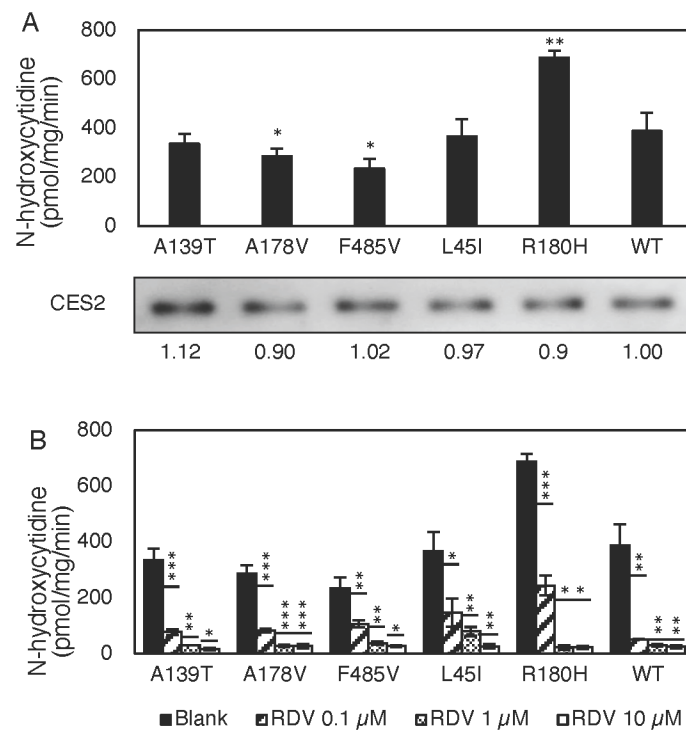 A
N-hydroxycytidine
(pmol/mg/min)
800
600
400
200
0
*
*
**
A139T A178V F485V L45I R180H WT
CES2
1.12 0.90 1.02 0.97 0.9 1.00
B
N-hydroxycytidine
(pmol/mg/min)
800
600
400
200
0
*** ** *
*** *** ***
** ** *
* ** **
*** * *
** ** **
A139T A178V F485V L45I R180H WT
Blank RDV 0.1 µM RDV 1 µM RDV 10 µM